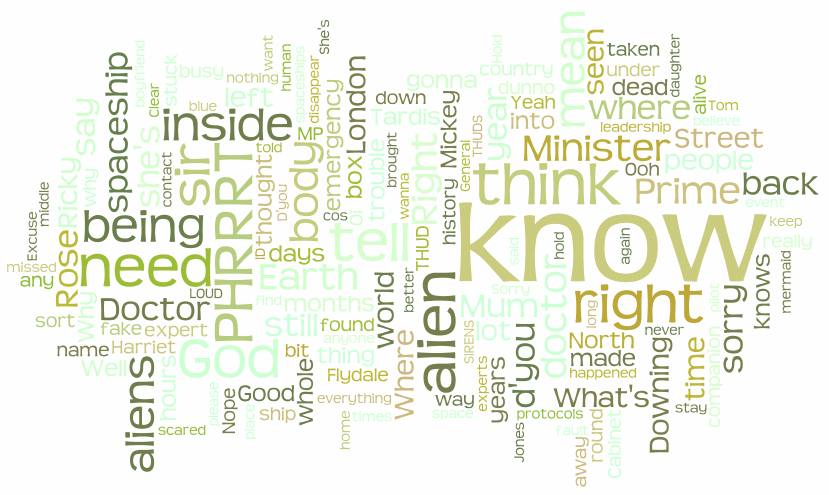 know
think
right
need
God
tell
alien
PHRRRT
inside
being
Doctor
aliens
spaceship
sir
body
Earth
still
Mum
Minister
Prime
mean
where
year
Right
doctor
What's
d'you
sorry
time
Downing
Street
people
back
Rose
say
she's
Ricky
stuck
boyfriend
busy
nothing
want
human
spaceships
she's
disappear
MP
London
left
emergency
clear
blue
told
thought
contact
Why
why
Excuse
middle
missed
any
sort
fake
expert
name
Harriet
Well
hours
scared
LOUD
ID
D'you
days
find
months
found
bit
thing
anyone
Flydale
everything
Good
whole
Nope
ship
please
place
times
home
world
better
Where
way
space
years
experts
SIRENS
lot
sorry
said
THUD
THUDS
General
history
Mickey
wanna
brought
trouble
oi
box
cos
Tardis
down
gonna
country
Hold
dunno
Yeah
into
seen
taken
under
dead
daughter
alive
Tom
believe
leadership
Ooh
event
keep
really
knows
mermaid
pilot
companion
again
hold
long
never
North
made
happened
stay
protocols
Jones
fault
away
round
Cabinet